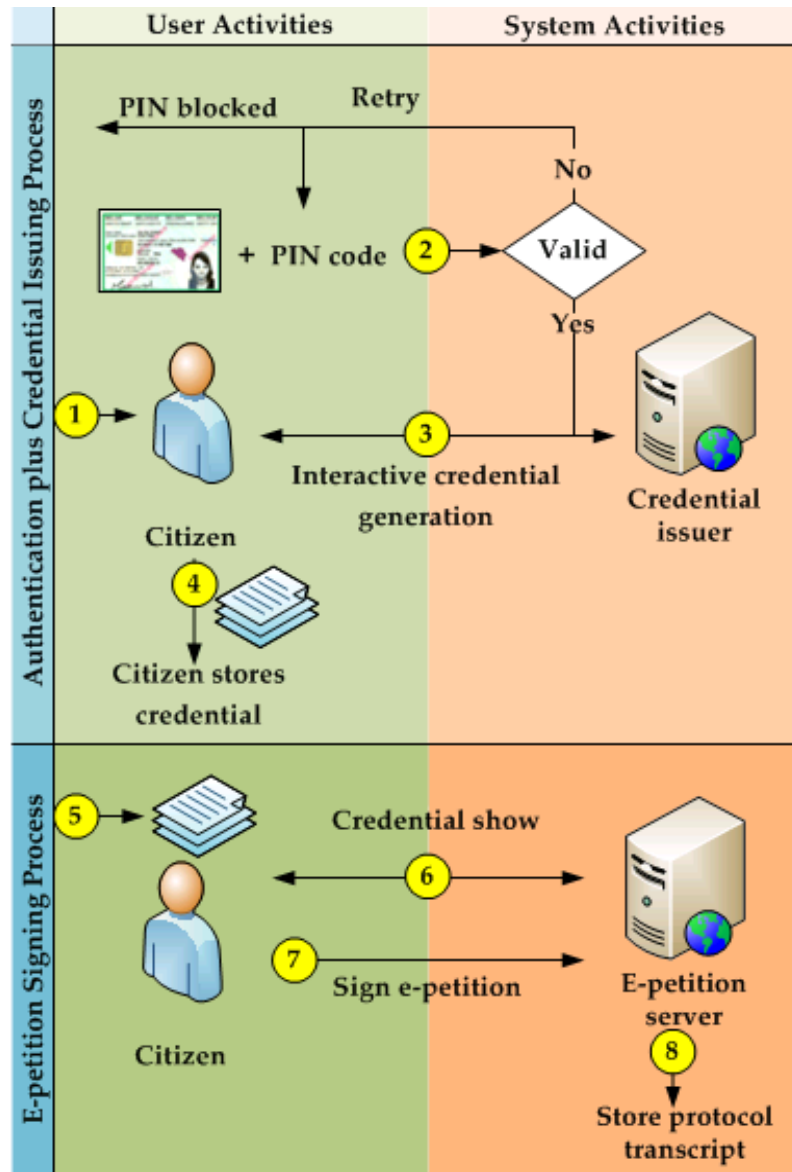 User Activities
System Activities
Authentication plus Credential Issuing Process
PIN blocked
Retry
No
+ PIN code
2
Valid
Yes
1
3
Interactive credential
generation
Credential
issuer
Citizen
4
Citizen stores
credential
E-petition Signing Process
5
Credential show
6
7
Sign e-petition
E-petition
server
Citizen
8
Store protocol
transcript